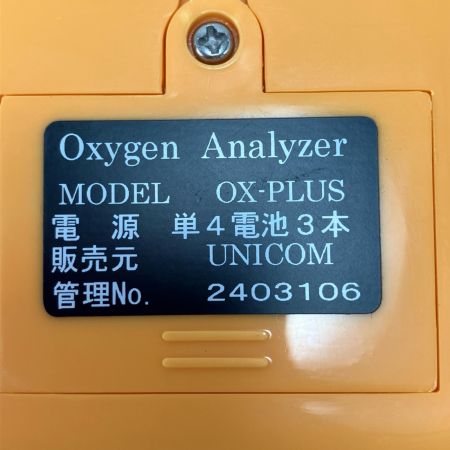 Oxygen Analyzer
MODEL OX-PLUS
電源 単4電池3本
販売元 UNICOM
管理No. 2403106